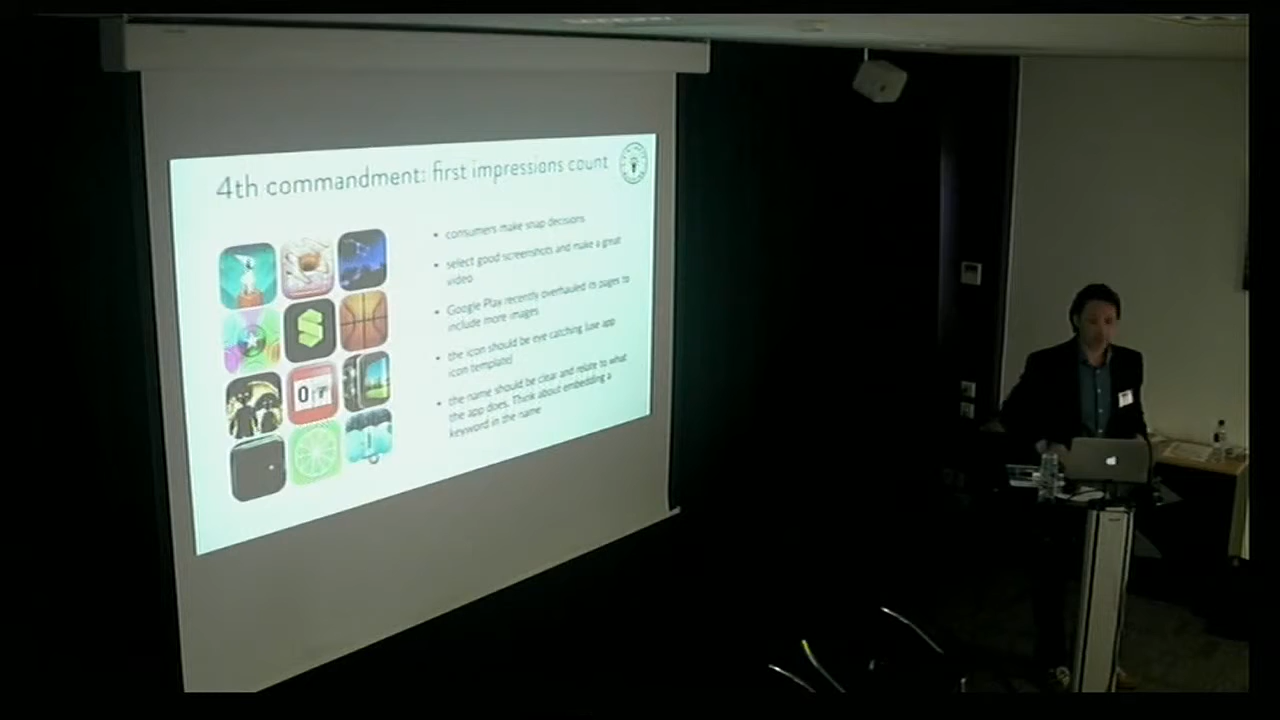 4th commandment: first impressions count
• consumers make snap decisions
• select good screenshots and make a great
video
• Google Play recently overhauled its pages to
include more images
• the icon should be eye catching (use app
icon template)
• the name should be clear and relate to what
the app does. Think about embedding a
keyword in the name